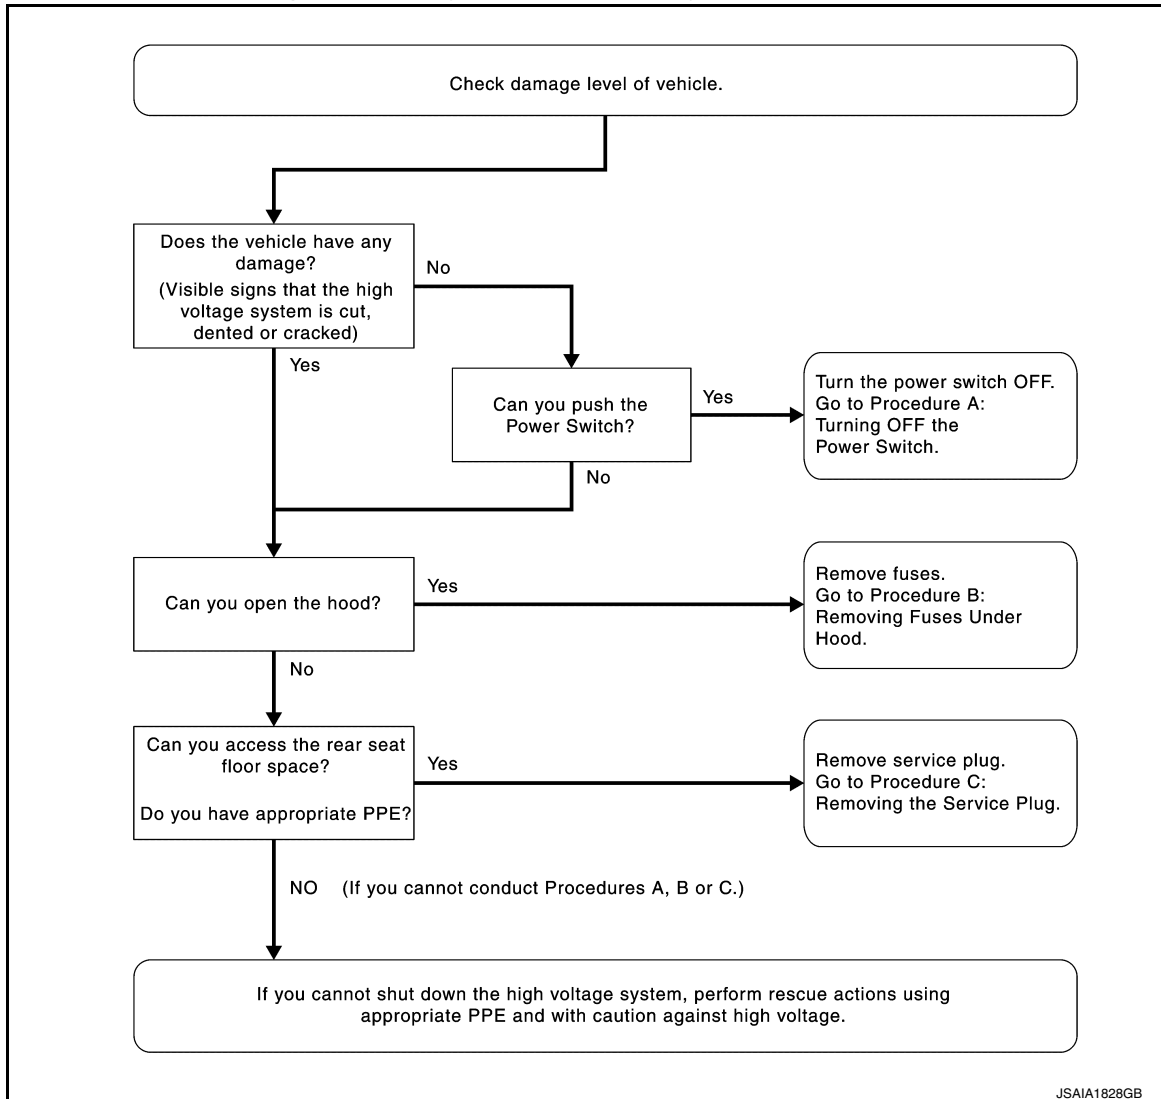 Check damage level of vehicle.
Does the vehicle have any
damage?
(Visible signs that the high
voltage system is cut,
dented or cracked)
No
Yes
Can you push the
Power Switch?
Yes
Turn the power switch OFF.
Go to Procedure A:
Turning OFF the
Power Switch.
No
Can you open the hood?
Yes
Remove fuses.
Go to Procedure B:
Removing Fuses Under
Hood.
No
Can you access the rear seat
floor space?
Do you have appropriate PPE?
Yes
Remove service plug.
Go to Procedure C:
Removing the Service Plug.
NO (If you cannot conduct Procedures A, B or C.)
If you cannot shut down the high voltage system, perform rescue actions using
appropriate PPE and with caution against high voltage.
JSAIA1828GB